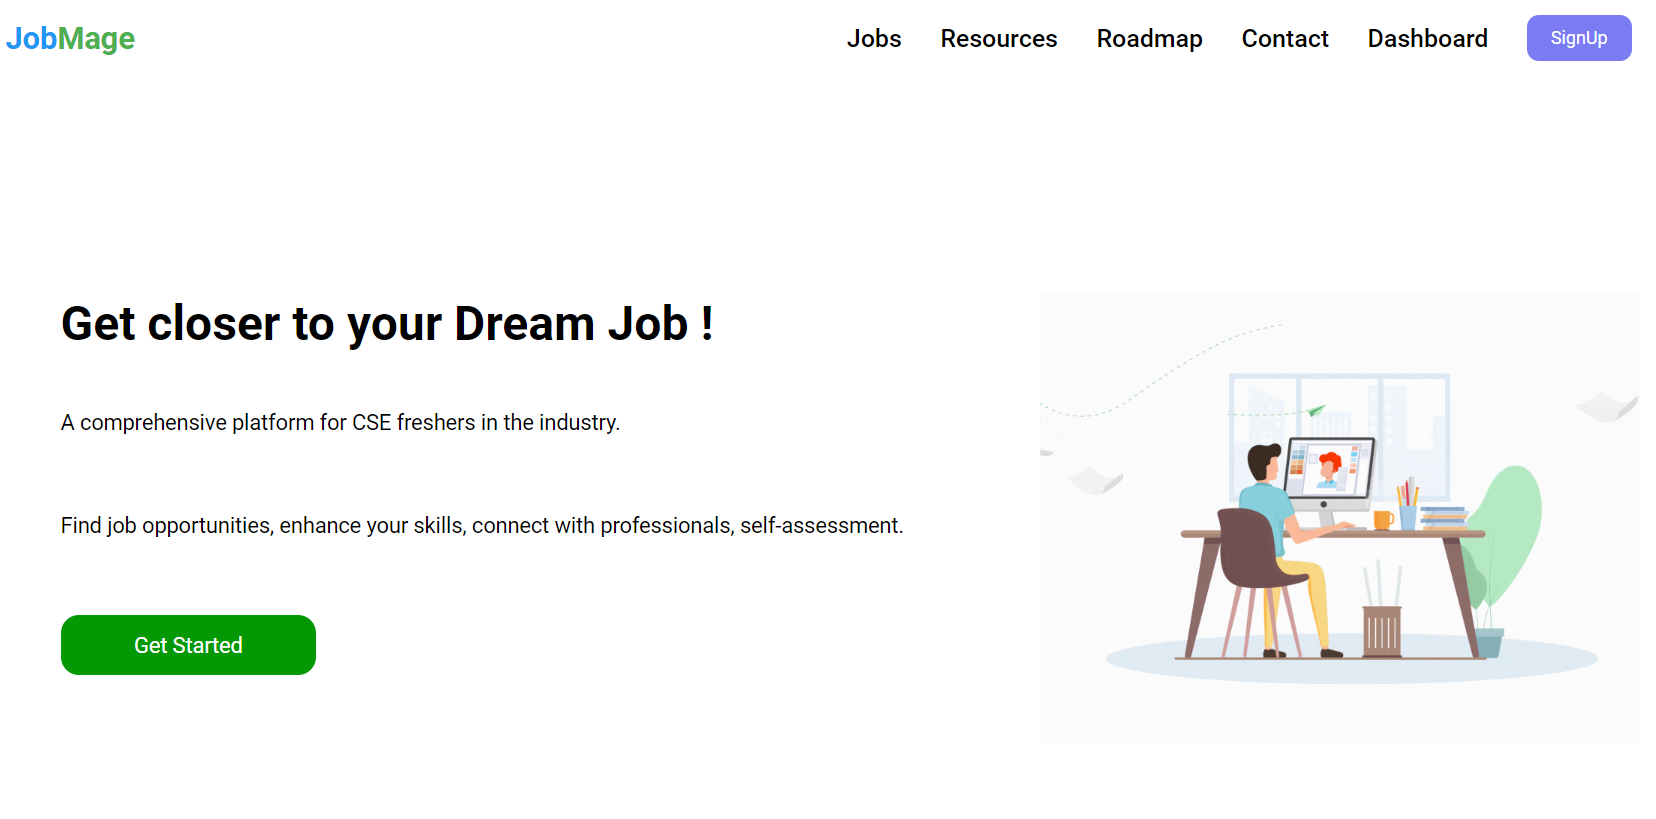 JobMage
Jobs Resources Roadmap Contact Dashboard SignUp
Get closer to your Dream Job !
A comprehensive platform for CSE freshers in the industry.
Find job opportunities, enhance your skills, connect with professionals, self-assessment.
Get Started